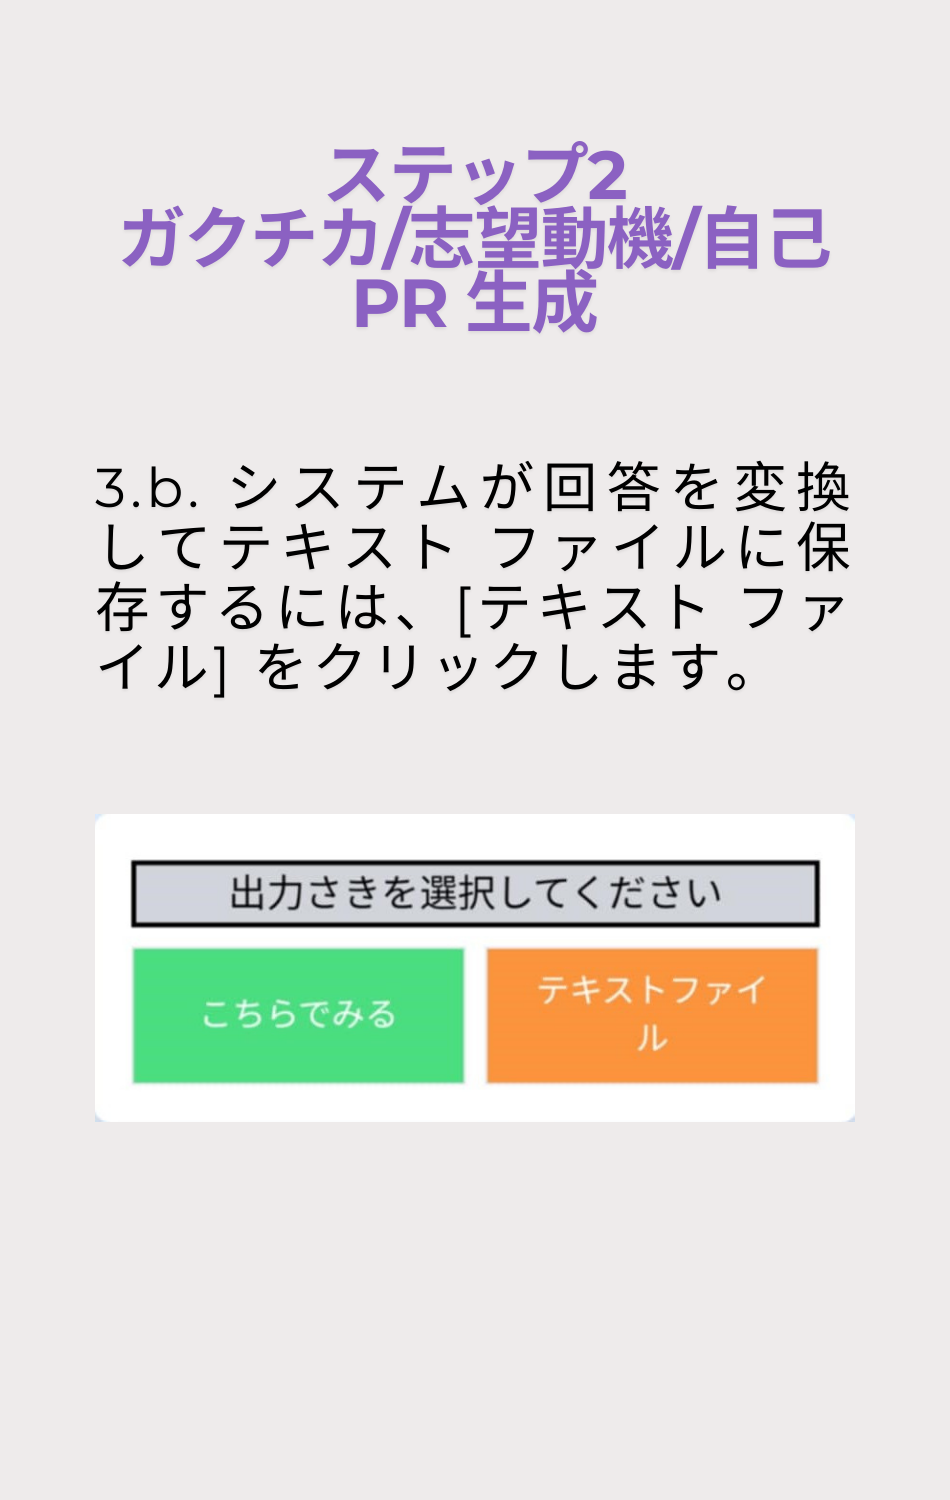 ステップ2
ガクチカ/志望動機/自己
PR 生成
3.b. システムが回答を変換
してテキスト ファイルに保
存するには、[テキスト ファ
イル] をクリックします。
出力さきを選択してください
こちらでみる
テキストファイ
ル